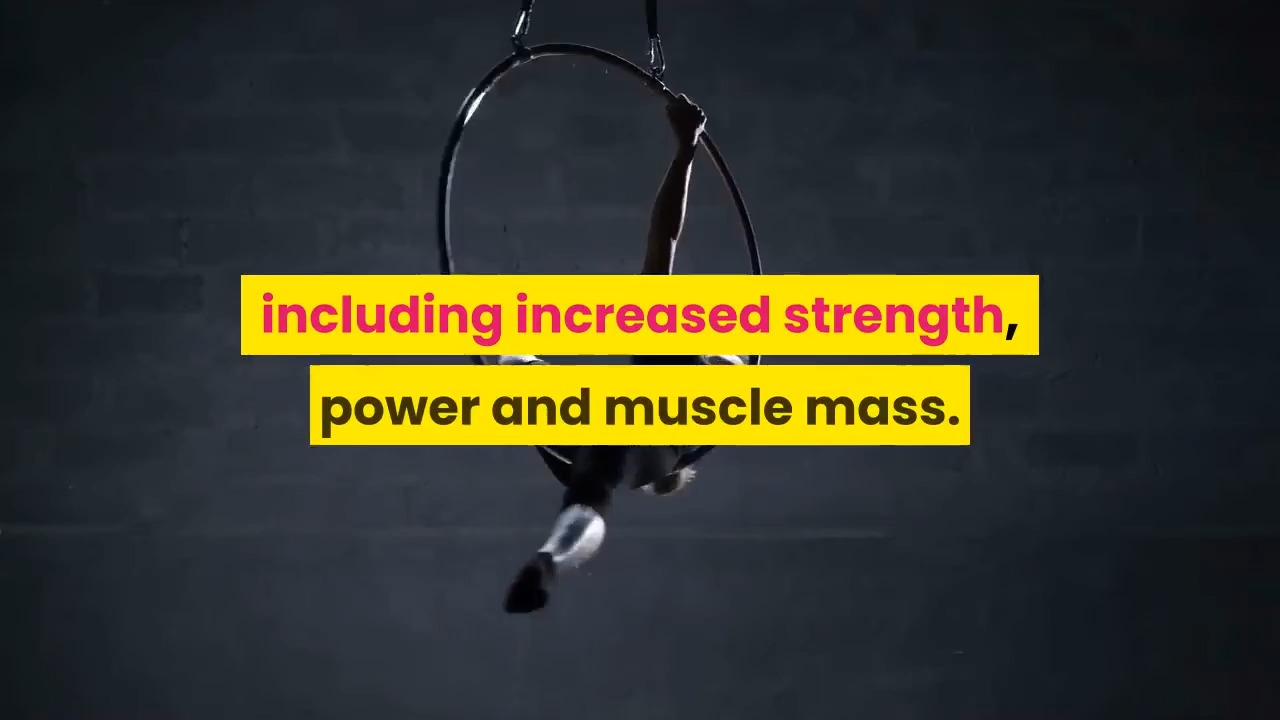 including increased strength,
power and muscle mass.